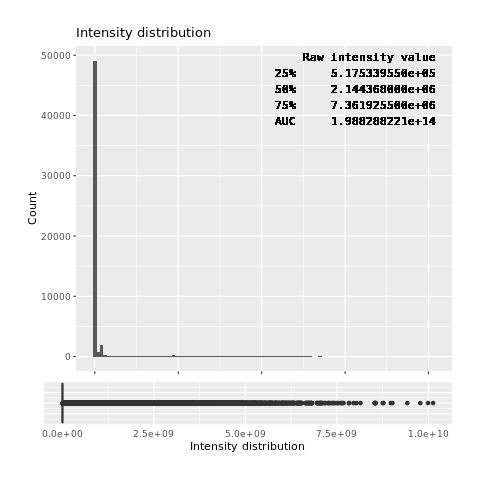 Intensity distribution
Raw intensity value
25% 5.175339550e+05
50% 2.144368000e+06
75% 7.361925500e+06
AUC 1.988288221e+14
50000
40000
30000
20000
10000
0
Count
0.0e+00 2.5e+09 5.0e+09 7.5e+09 1.0e+10
Intensity distribution